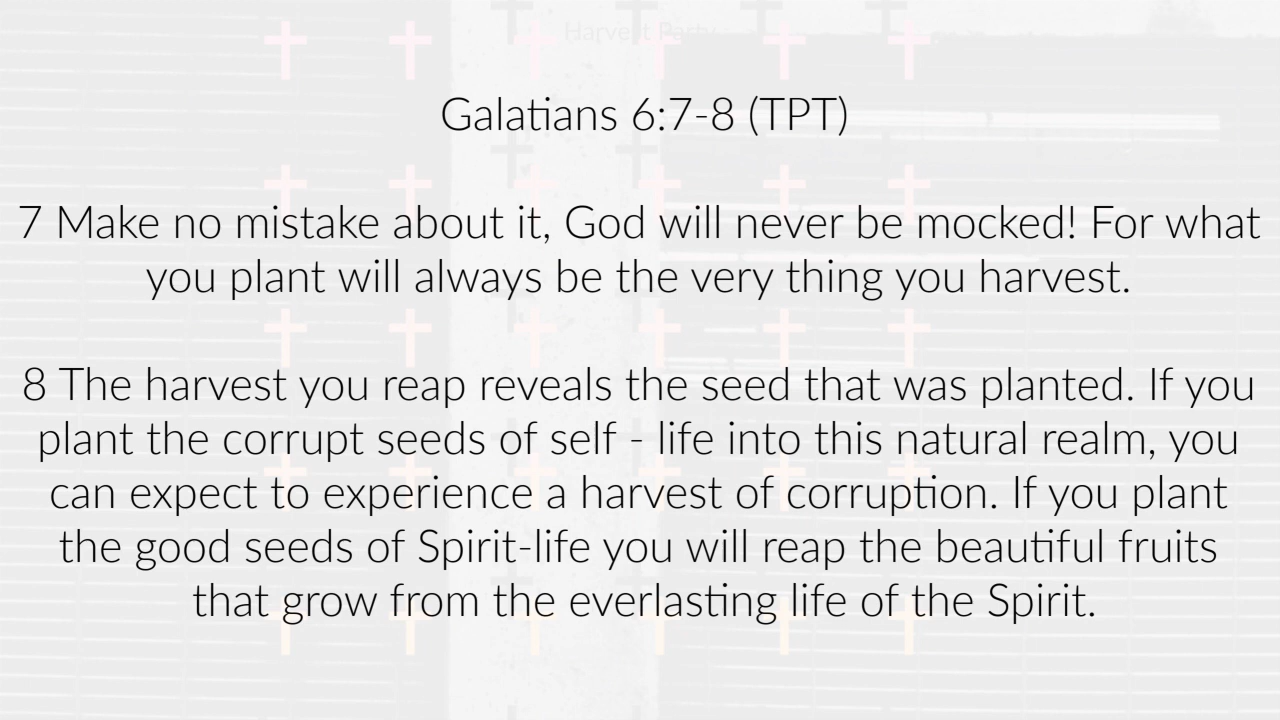 Harvest Party
Galatians 6:7-8 (TPT)
7 Make no mistake about it, God will never be mocked! For what
you plant will always be the very thing you harvest.
8 The harvest you reap reveals the seed that was planted. If you
plant the corrupt seeds of self - life into this natural realm, you
can expect to experience a harvest of corruption. If you plant
the good seeds of Spirit-life you will reap the beautiful fruits
that grow from the everlasting life of the Spirit.